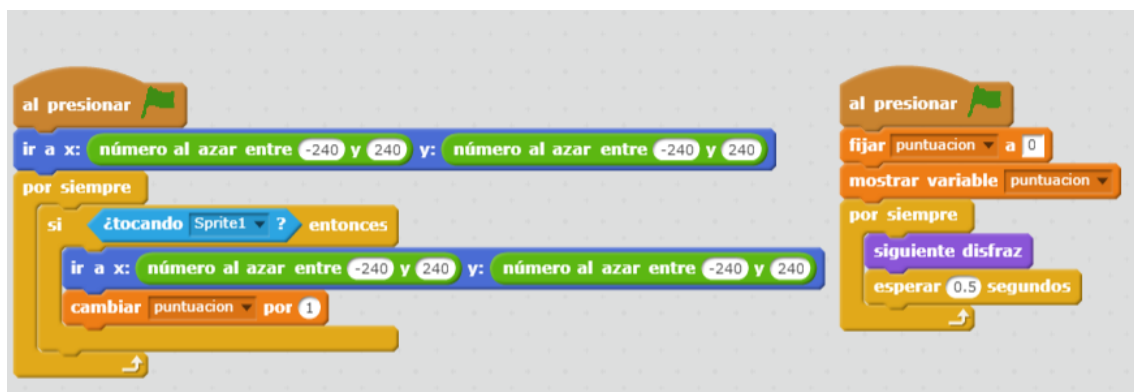 al presionar
ir a x: número al azar entre -240 y 240 y: número al azar entre -240 y 240
por siempre
si ¿tocando Sprite1 ? entonces
ir a x: número al azar entre -240 y 240 y: número al azar entre -240 y 240
cambiar puntuacion por 1
al presionar
fijar puntuacion a 0
mostrar variable puntuacion
por siempre
siguiente disfraz
esperar 0.5 segundos